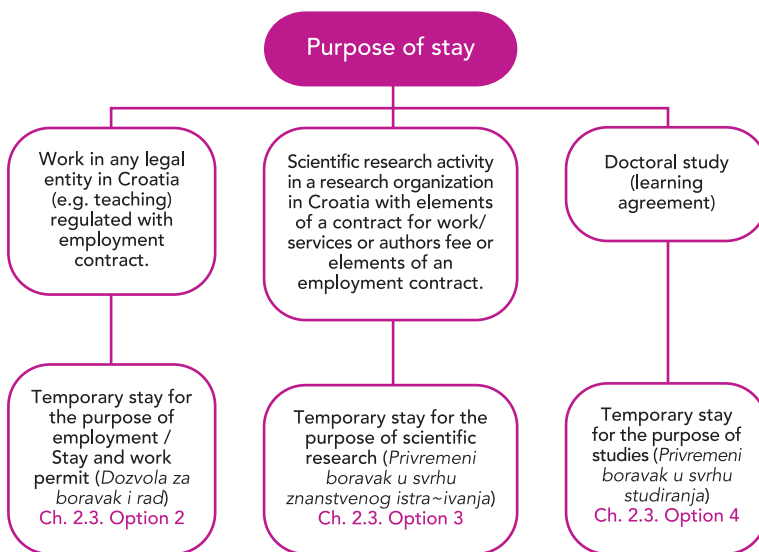 Purpose of stay
Work in any legal
entity in Croatia
(e.g. teaching)
regulated with
employment
contract.
Scientific research activity
in a research organization
in Croatia with elements
of a contract for work/
services or authors fee or
elements of an
employment contract.
Doctoral study
(learning
agreement)
Temporary stay for
the purpose of
employment /
Stay and work
permit (Dozvola za
boravak i rad)
Ch. 2.3. Option 2
Temporary stay for the
purpose of scientific
research (Privremeni
boravak u svrhu
znanstvenog istra~ivanja)
Ch. 2.3. Option 3
Temporary stay
for the purpose of
studies (Privremeni
boravak u svrhu
studiranja)
Ch. 2.3. Option 4